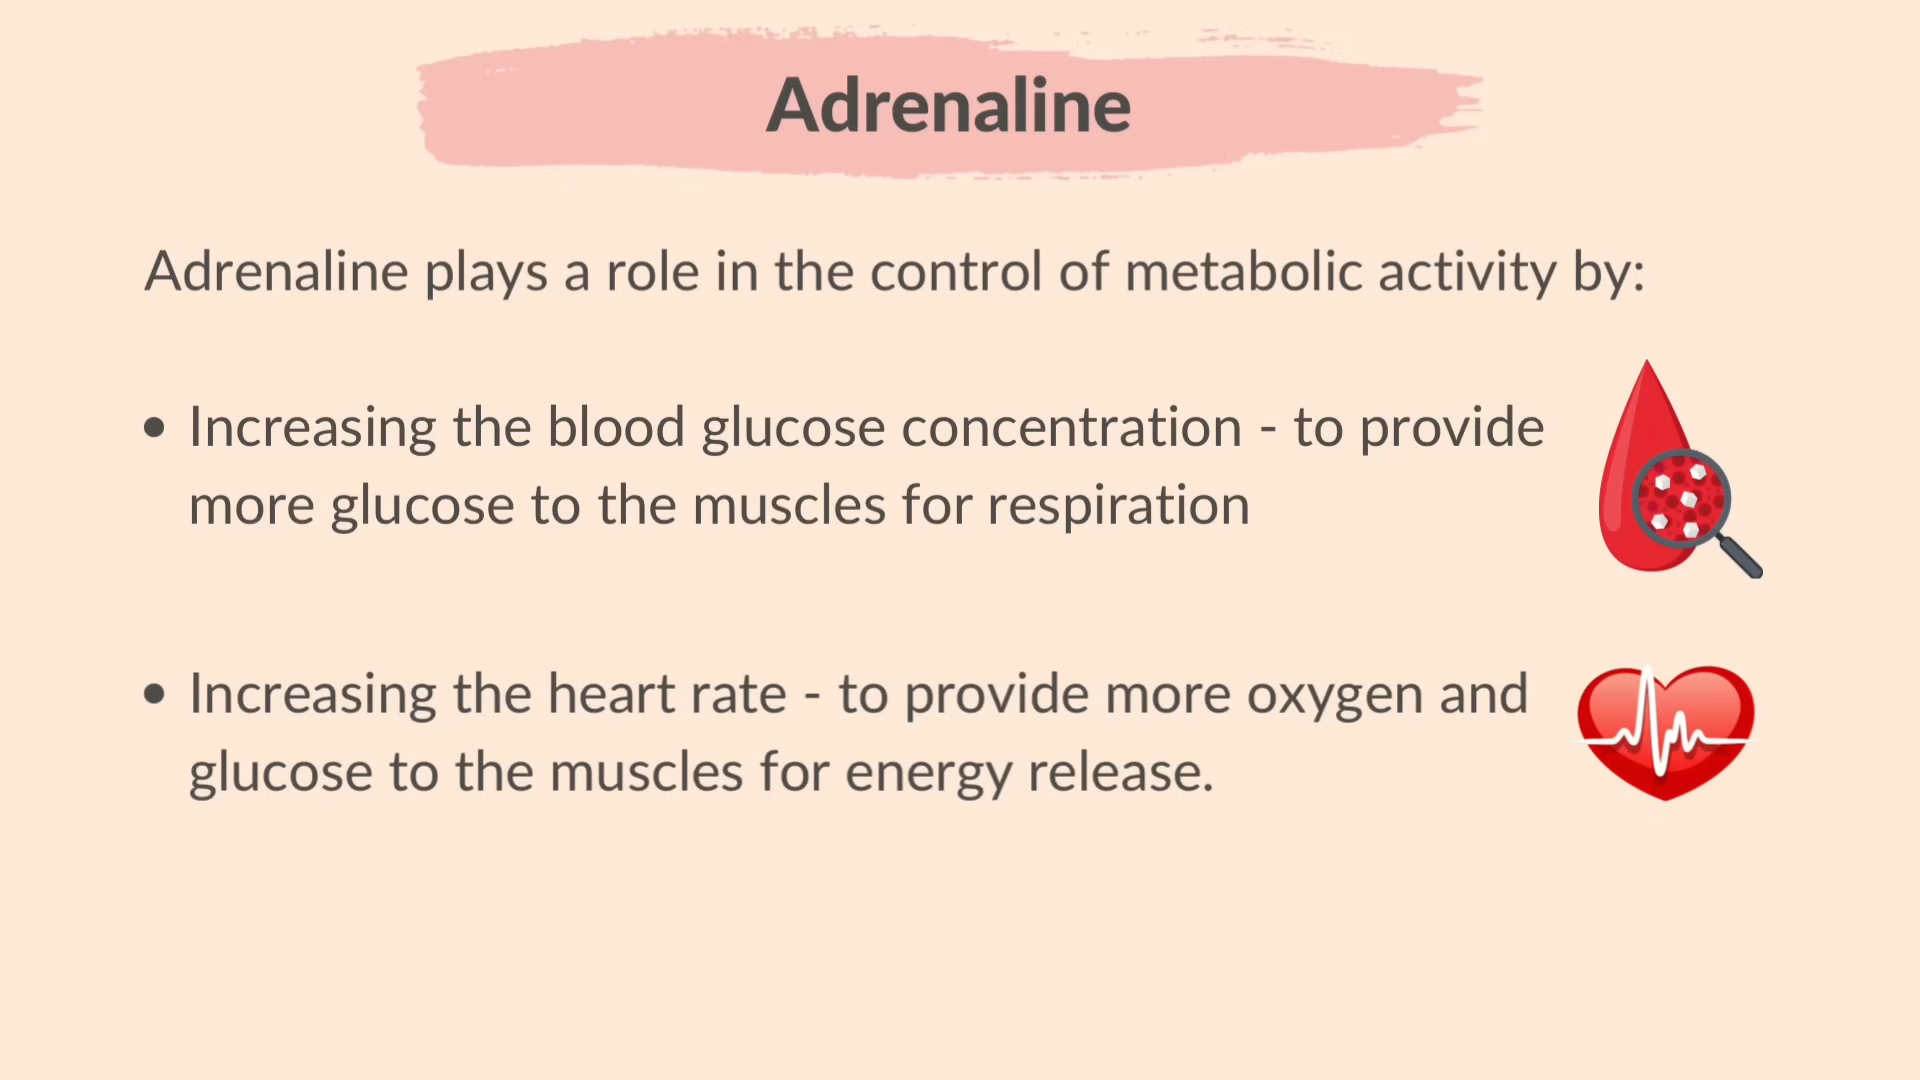 Adrenaline
Adrenaline plays a role in the control of metabolic activity by:
• Increasing the blood glucose concentration - to provide
more glucose to the muscles for respiration
• Increasing the heart rate - to provide more oxygen and
glucose to the muscles for energy release.